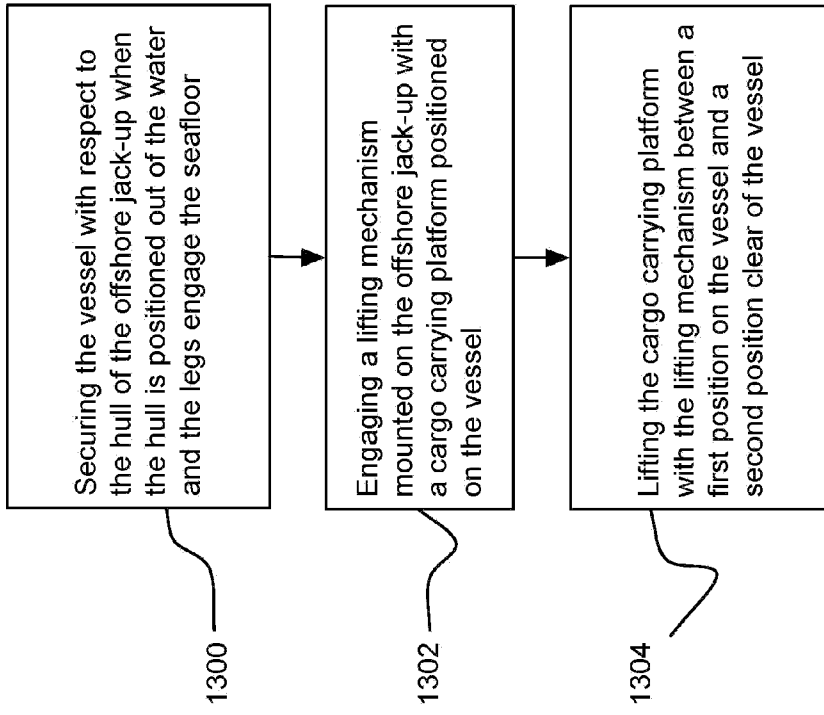 Securing the vessel with respect to
the hull of the offshore jack-up when
the hull is positioned out of the water
and the legs engage the seafloor
1300
Engaging a lifting mechanism
mounted on the offshore jack-up with
a cargo carrying platform positioned
on the vessel
1302
Lifting the cargo carrying platform
with the lifting mechanism between a
first position on the vessel and a
second position clear of the vessel
1304